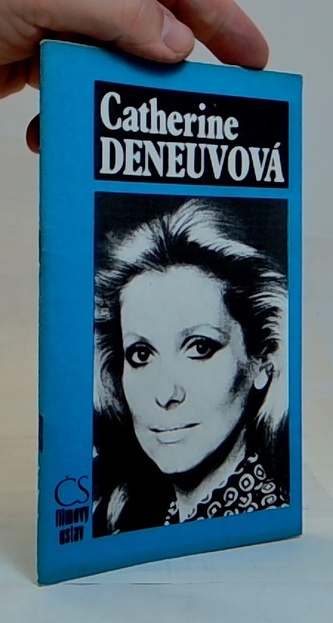 Catherine
DENEUVOVÁ
ČS
filmový
ústav